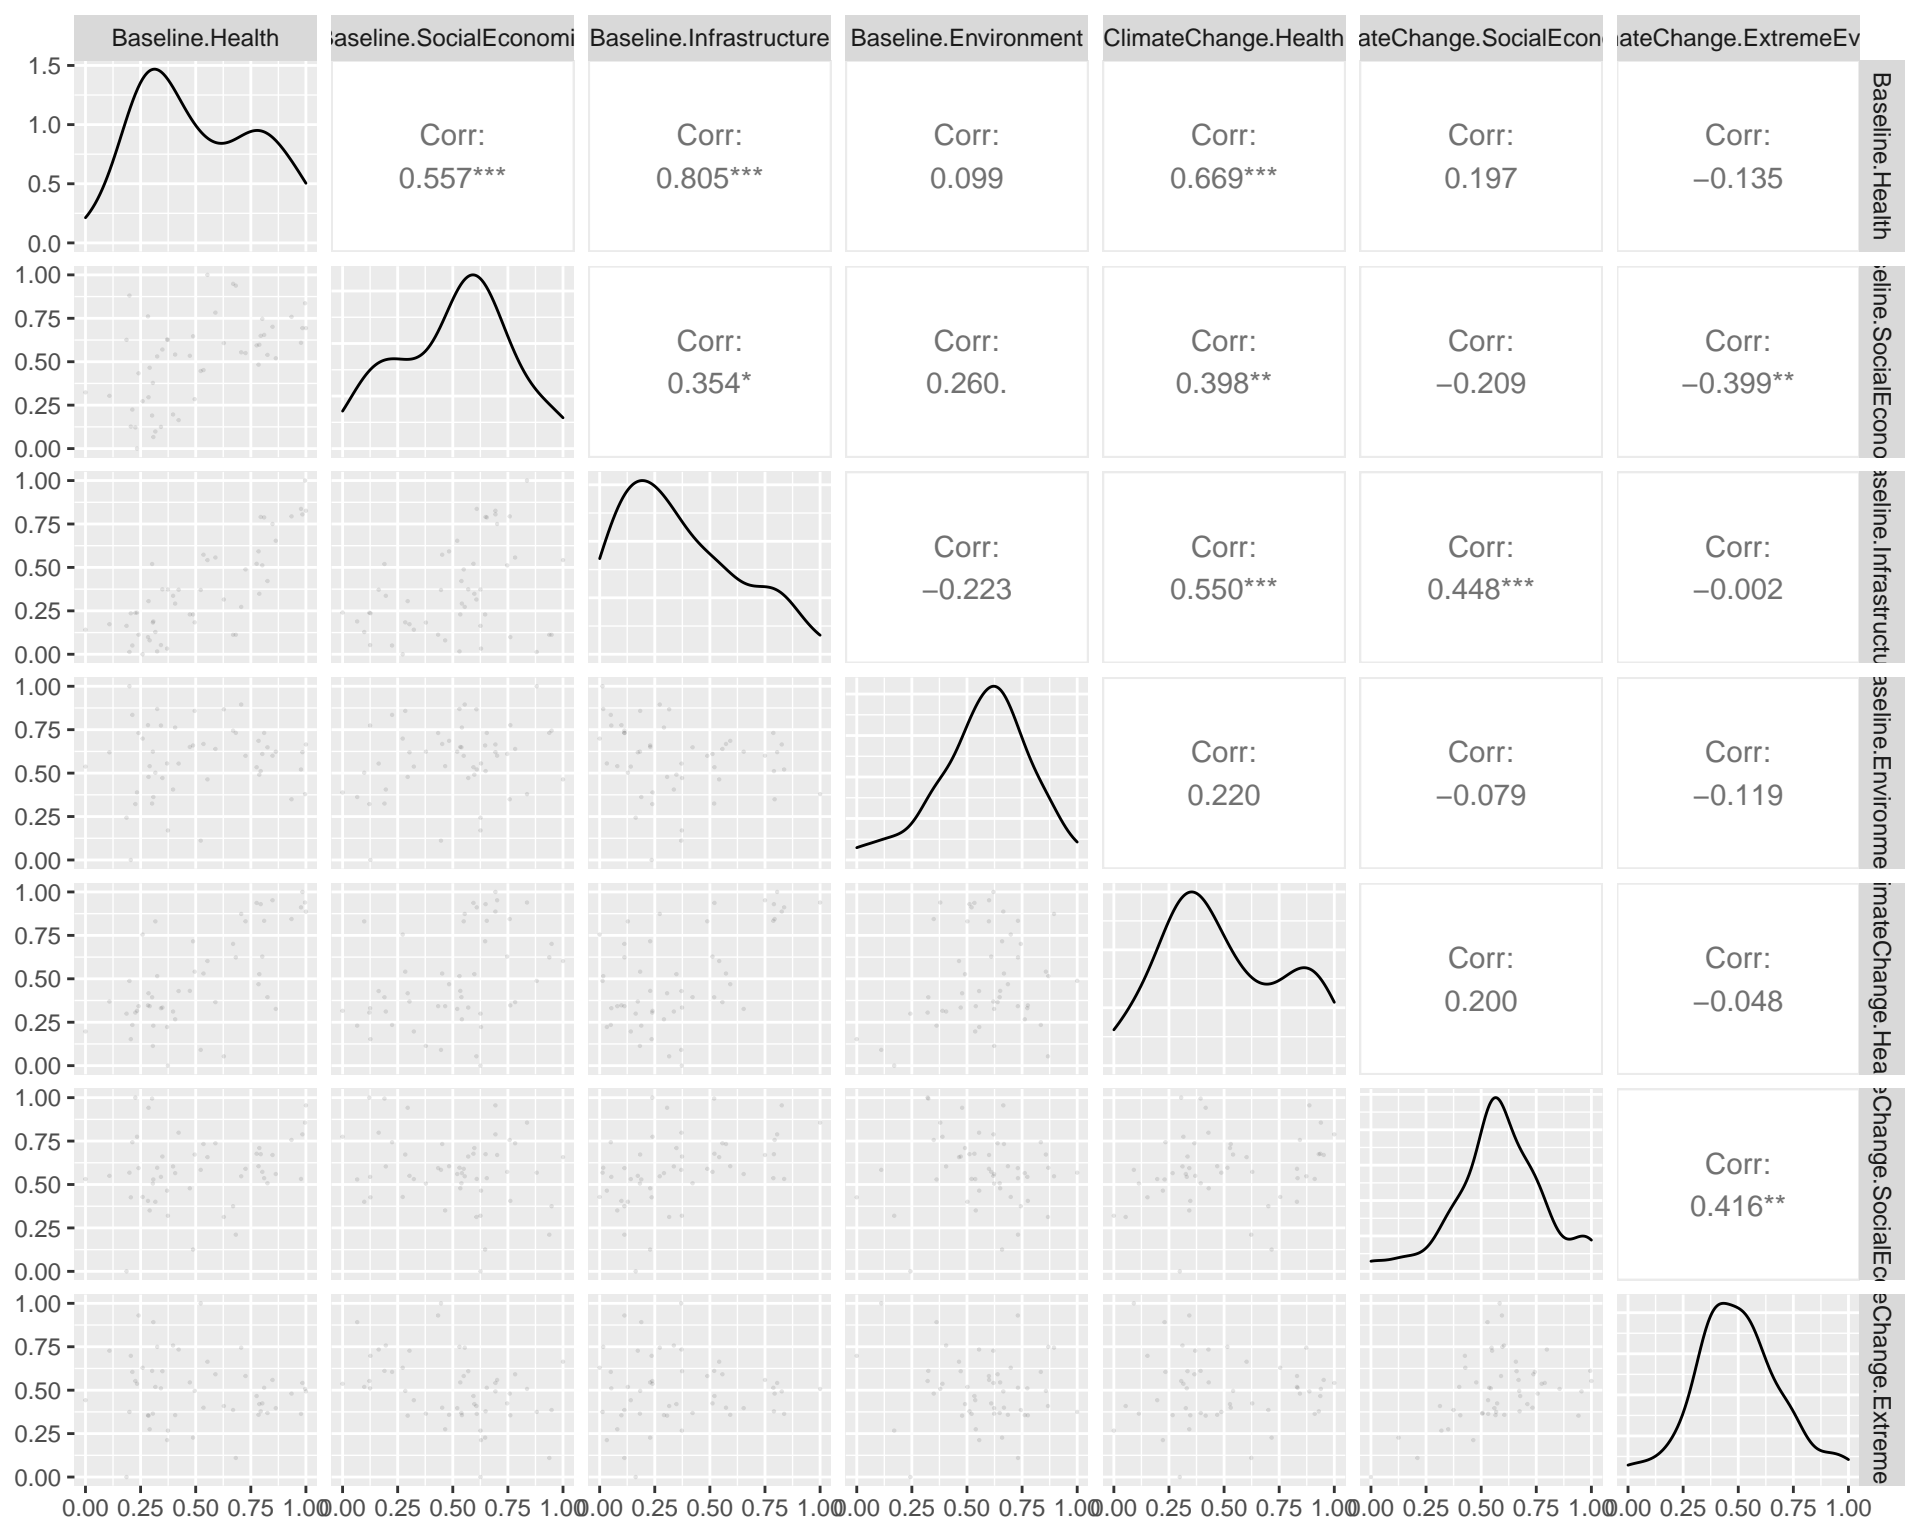 Baseline.Health
Baseline.SocialEconomi
Baseline.Infrastructure
Baseline.Environment
ClimateChange.Health
ateChange.SocialEcon
ateChange.ExtremeEv
1.5
1.0
0.5
0.0
Corr:
0.557***
Corr:
0.805***
Corr:
0.099
Corr:
0.669***
Corr:
0.197
Corr:
−0.135
Baseline.Health
1.00
0.75
0.50
0.25
0.00
Corr:
0.354*
Corr:
0.260.
Corr:
0.398**
Corr:
−0.209
Corr:
−0.399**
eline.SocialEcono
1.00
0.75
0.50
0.25
0.00
Corr:
−0.223
Corr:
0.550***
Corr:
0.448***
Corr:
−0.002
aseline.Infrastructu
1.00
0.75
0.50
0.25
0.00
Corr:
0.220
Corr:
−0.079
Corr:
−0.119
aseline.Environme
1.00
0.75
0.50
0.25
0.00
Corr:
0.200
Corr:
−0.048
imateChange.Hea
1.00
0.75
0.50
0.25
0.00
Corr:
0.416**
eChange.SocialEco
1.00
0.75
0.50
0.25
0.00
eChange.Extreme
0.00 0.25 0.50 0.75 1.00
0.00 0.25 0.50 0.75 1.00
0.00 0.25 0.50 0.75 1.00
0.00 0.25 0.50 0.75 1.00
0.00 0.25 0.50 0.75 1.00
0.00 0.25 0.50 0.75 1.00
0.00 0.25 0.50 0.75 1.00